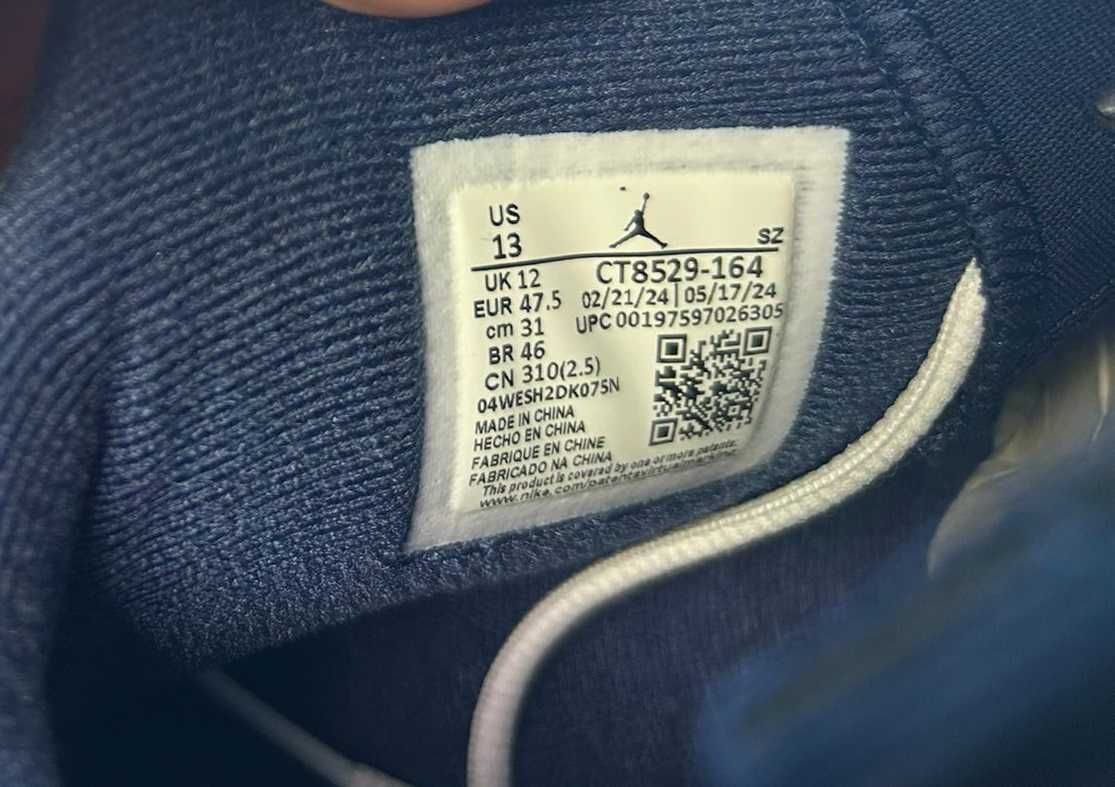 US
13
SZ
UK 12
CT8529-164
EUR 47.5
02/21/24 | 05/17/24
cm 31
UPC 00197597026305
BR 46
CN 310(2.5)
04WESH2DK075N
MADE IN CHINA
HECHO EN CHINA
FABRIQUE EN CHINE
FABRICADO NA CHINA
This product is covered by one or more patents:
www.nike.com/patentsvirtualmarking